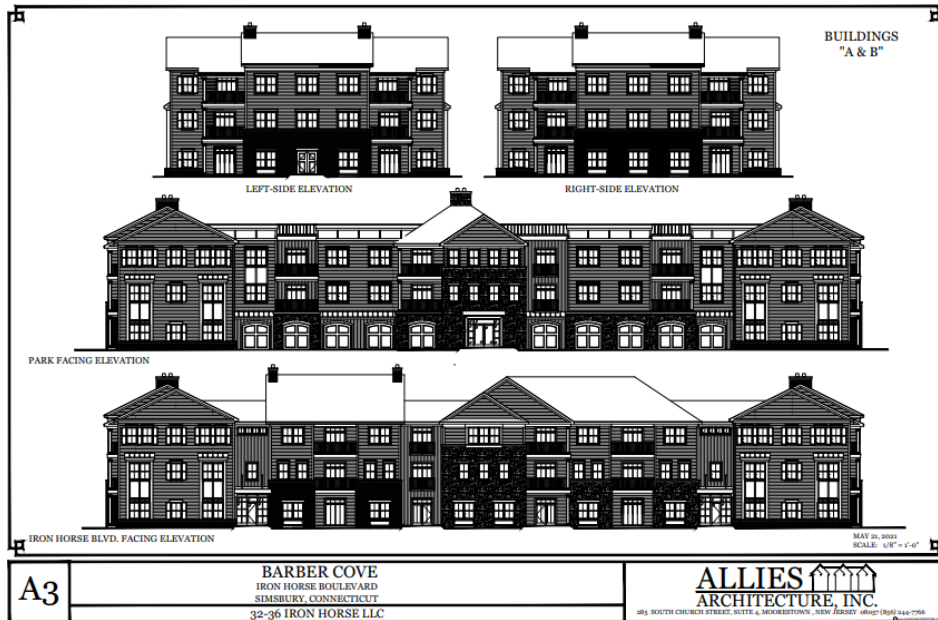 BUILDINGS
"A & B"
LEFT-SIDE ELEVATION
RIGHT-SIDE ELEVATION
PARK FACING ELEVATION
IRON HORSE BLVD. FACING ELEVATION
MAY 21, 2021
SCALE: 1/8" = 1'-0"
A3
BARBER COVE
IRON HORSE BOULEVARD
SIMSBURY, CONNECTICUT
32-36 IRON HORSE LLC
ALLIES
ARCHITECTURE, INC.
285 SOUTH CHURCH STREET, SUITE 4, MOORESTOWN , NEW JERSEY 08057 (856) 244-7766